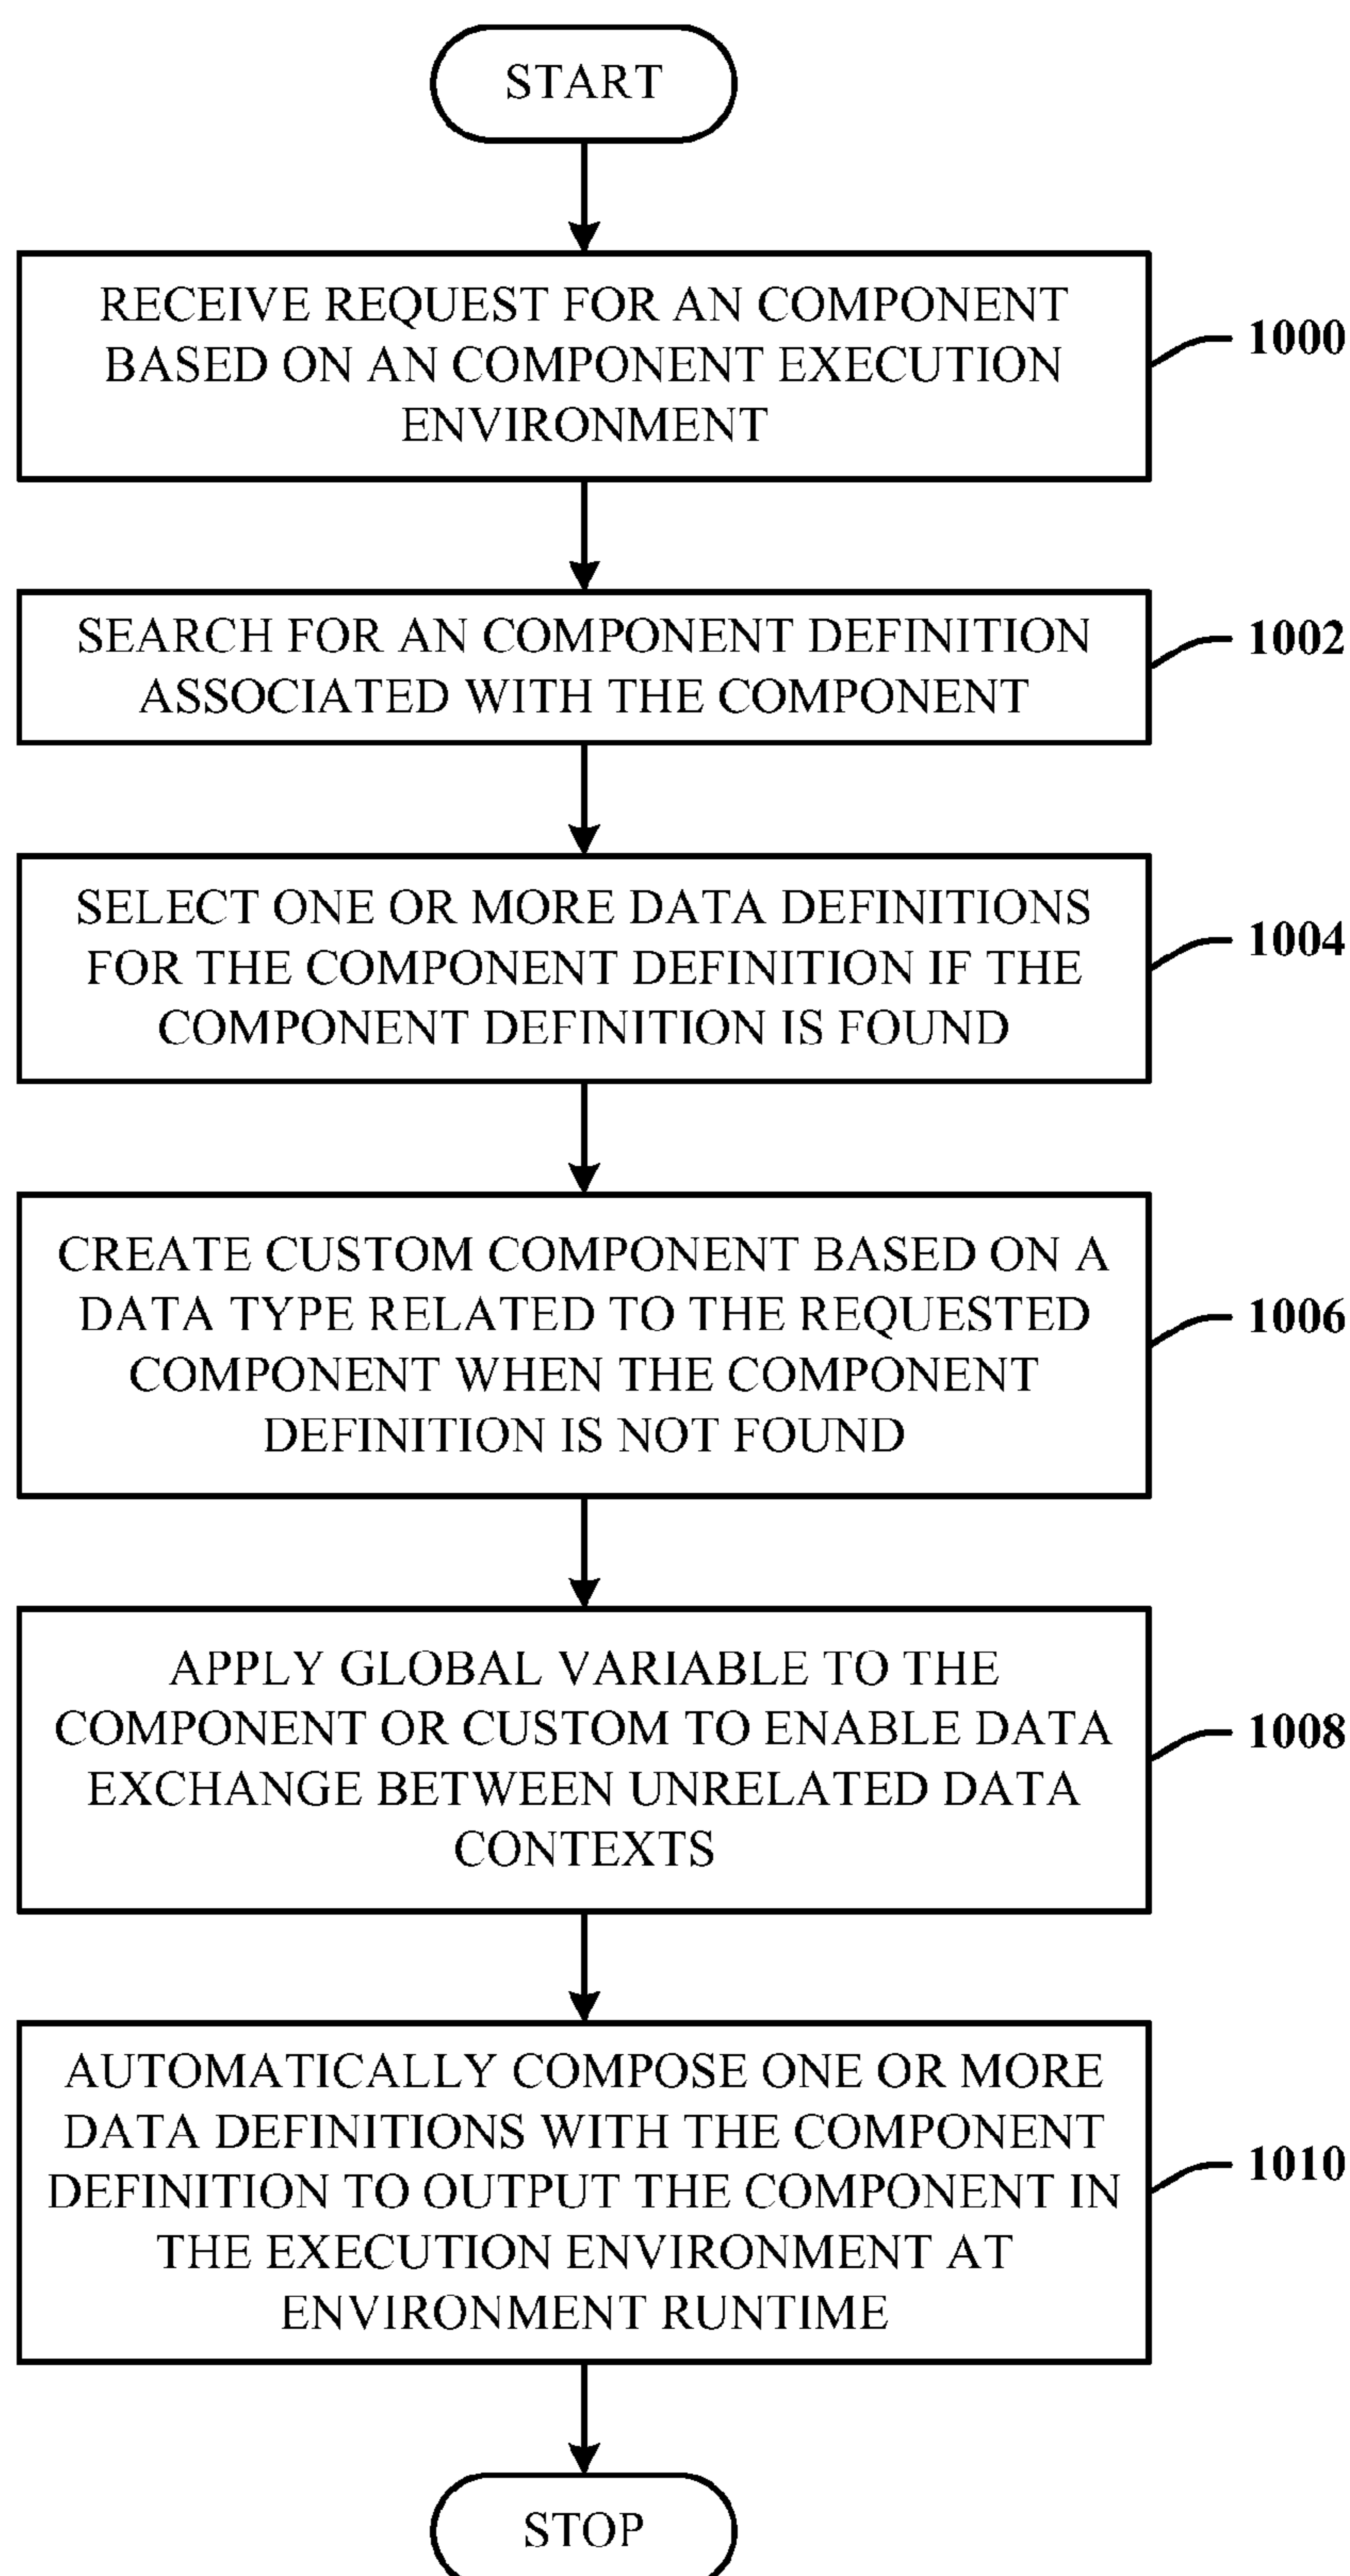 START
RECEIVE REQUEST FOR AN COMPONENT
BASED ON AN COMPONENT EXECUTION
ENVIRONMENT
1000
SEARCH FOR AN COMPONENT DEFINITION
ASSOCIATED WITH THE COMPONENT
1002
SELECT ONE OR MORE DATA DEFINITIONS
FOR THE COMPONENT DEFINITION IF THE
COMPONENT DEFINITION IS FOUND
1004
CREATE CUSTOM COMPONENT BASED ON A
DATA TYPE RELATED TO THE REQUESTED
COMPONENT WHEN THE COMPONENT
DEFINITION IS NOT FOUND
1006
APPLY GLOBAL VARIABLE TO THE
COMPONENT OR CUSTOM TO ENABLE DATA
EXCHANGE BETWEEN UNRELATED DATA
CONTEXTS
1008
AUTOMATICALLY COMPOSE ONE OR MORE
DATA DEFINITIONS WITH THE COMPONENT
DEFINITION TO OUTPUT THE COMPONENT IN
THE EXECUTION ENVIRONMENT AT
ENVIRONMENT RUNTIME
1010
STOP